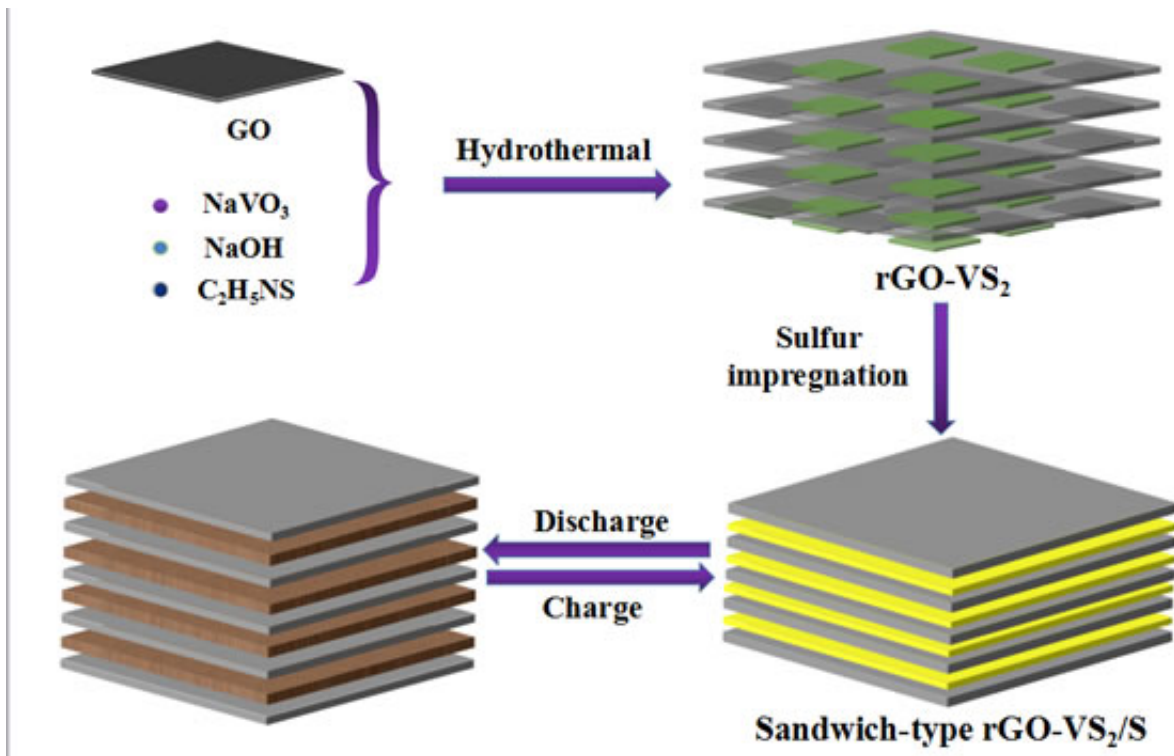 GO
NaVO₃
NaOH
C₂H₅NS
Hydrothermal
rGO-VS₂
Sulfur
impregnation
Discharge
Charge
Sandwich-type rGO-VS₂/S